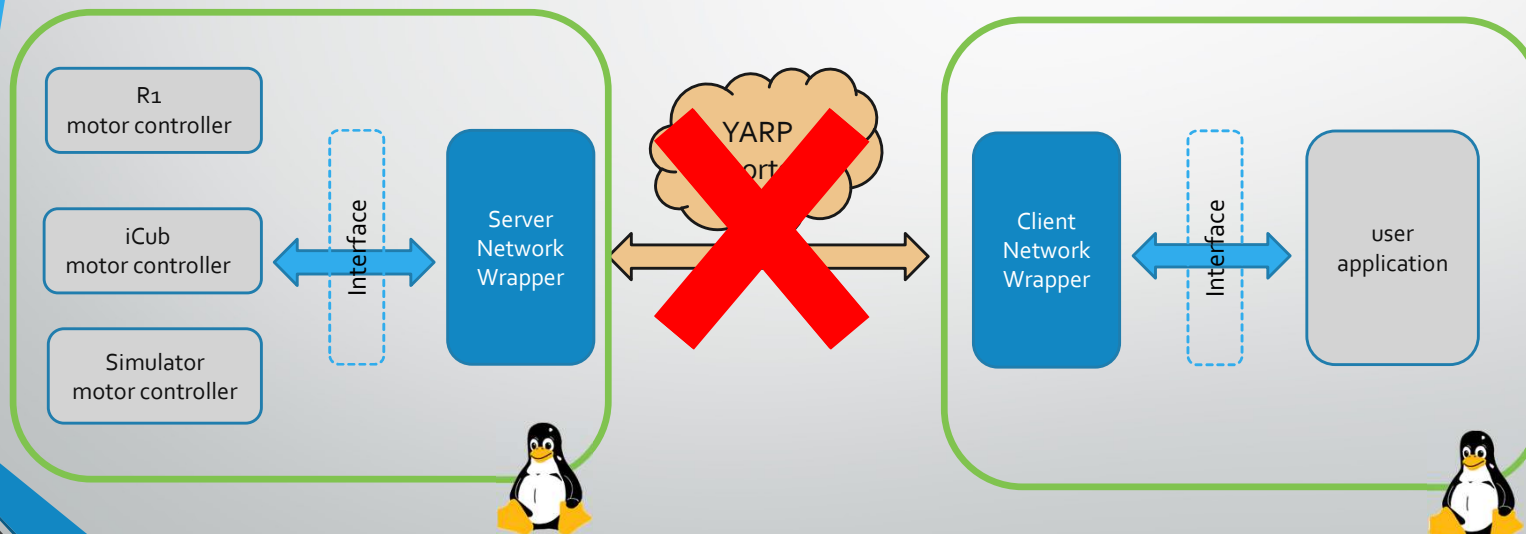 R1
motor controller
iCub
motor controller
Simulator
motor controller
Interface
Server
Network
Wrapper
YARP
Client
Network
Wrapper
Interface
user
application